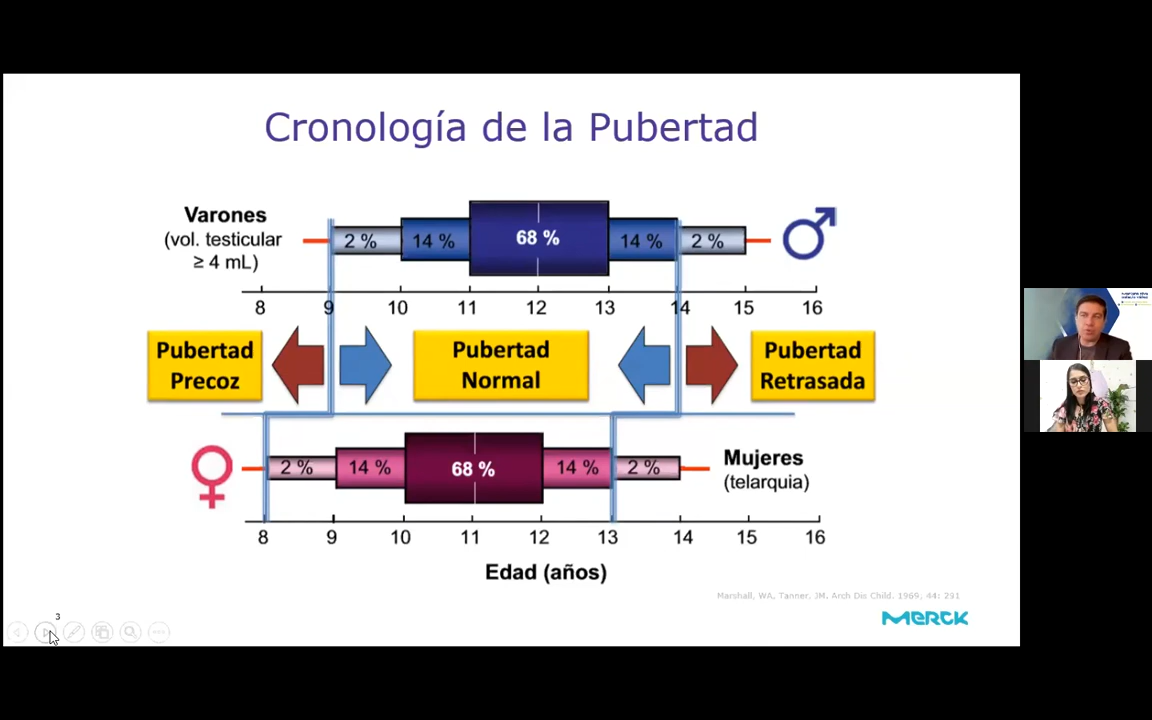 Cronología de la Pubertad
Varones
(vol. testicular
≥ 4 mL)
2 % 14 % 68 % 14 % 2 %
8 9 10 11 12 13 14 15 16
Pubertad
Precoz
Pubertad
Normal
Pubertad
Retrasada
2 % 14 % 68 % 14 % 2 %
Mujeres
(telarquia)
8 9 10 11 12 13 14 15 16
Edad (años)
Marshall, WA, Tanner, JM. Arch Dis Child. 1969; 44: 291
MERCK
3